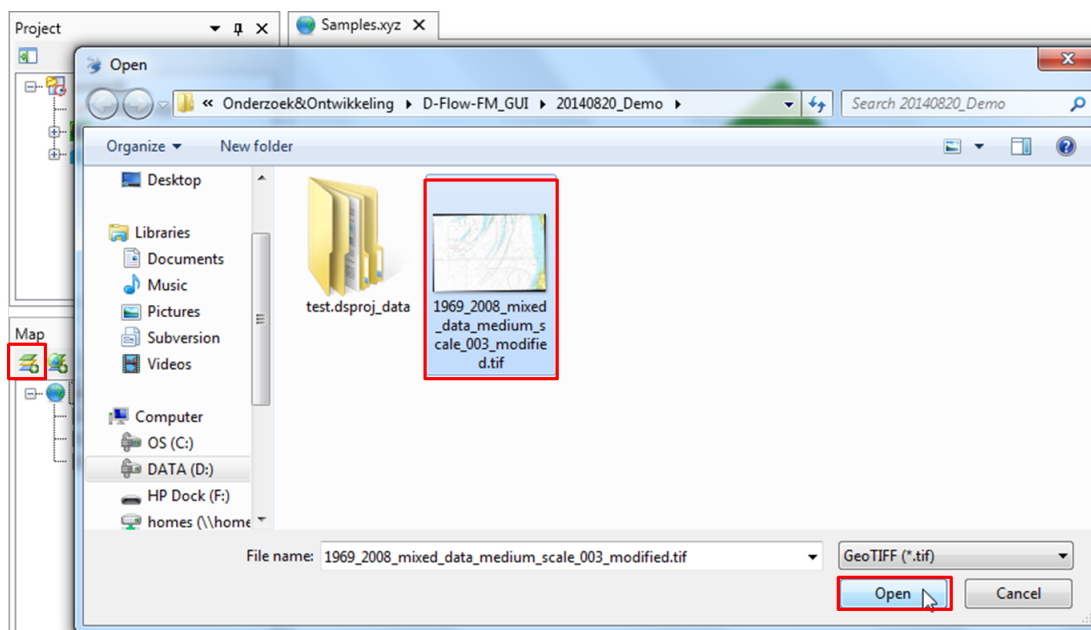 Project
Samples.xyz
Open
« Onderzoek&Ontwikkeling D-Flow-FM_GUI 20140820_Demo
Search 20140820_Demo
Organize New folder
Desktop
Libraries
Documents
Music
Pictures
Subversion
Videos
Computer
OS (C:)
DATA (D:)
HP Dock (F:)
homes (\\home
test.dsproj_data
1969_2008_mixed
_data_medium_s
cale_003_modifie
d.tif
Map
File name: 1969_2008_mixed_data_medium_scale_003_modified.tif
GeoTIFF (*.tif)
Open Cancel